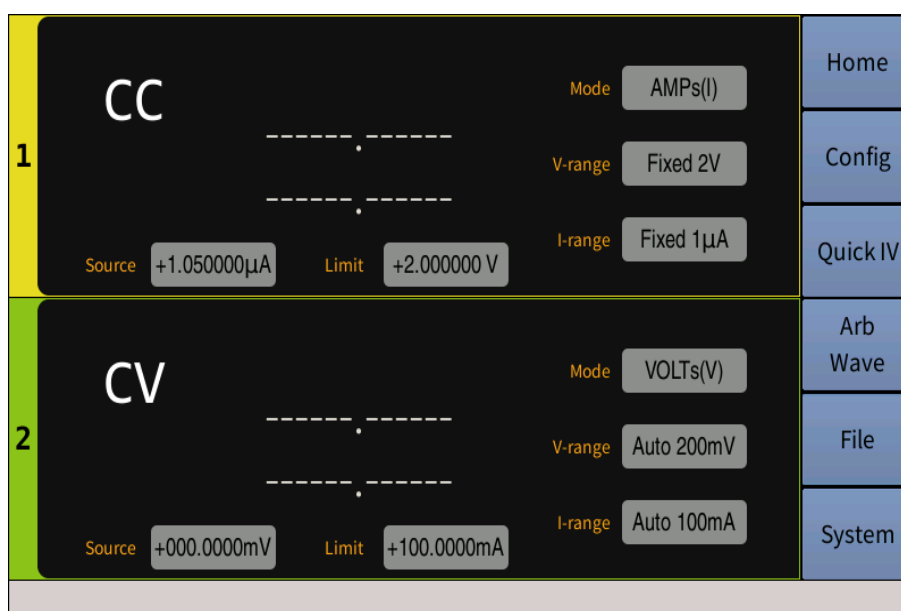 1
CC
------.------
------.------
Mode AMPs(I)
V-range Fixed 2V
I-range Fixed 1μA
Source +1.050000μA Limit +2.000000 V
2
CV
------.------
------.------
Mode VOLTs(V)
V-range Auto 200mV
I-range Auto 100mA
Source +000.0000mV Limit +100.0000mA
Home
Config
Quick IV
Arb
Wave
File
System